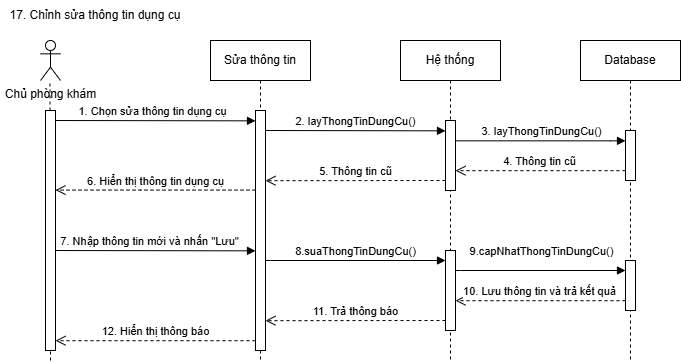 17. Chỉnh sửa thông tin dụng cụ
Sửa thông tin
Hệ thống
Database
Chủ phòng khám
1. Chọn sửa thông tin dụng cụ
2. layThongTinDungCu()
3. layThongTinDungCu()
4. Thông tin cũ
5. Thông tin cũ
6. Hiển thị thông tin dụng cụ
7. Nhập thông tin mới và nhấn "Lưu"
8.suaThongTinDungCu()
9.capNhatThongTinDungCu()
10. Lưu thông tin và trả kết quả
11. Trả thông báo
12. Hiển thị thông báo